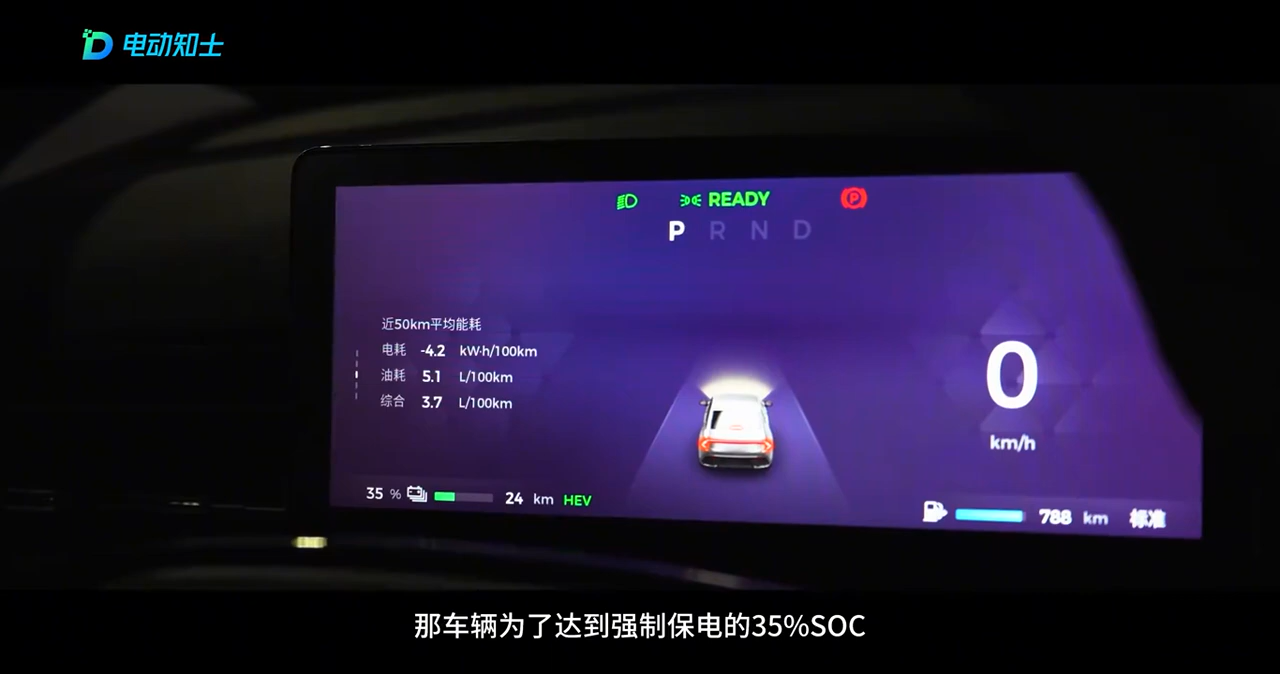 电动知士
READY
P R N D
近50km平均能耗
电耗 -4.2 kW·h/100km
油耗 5.1 L/100km
综合 3.7 L/100km
0
km/h
35 % 24 km HEV
788 km 标准
那车辆为了达到强制保电的35%SOC